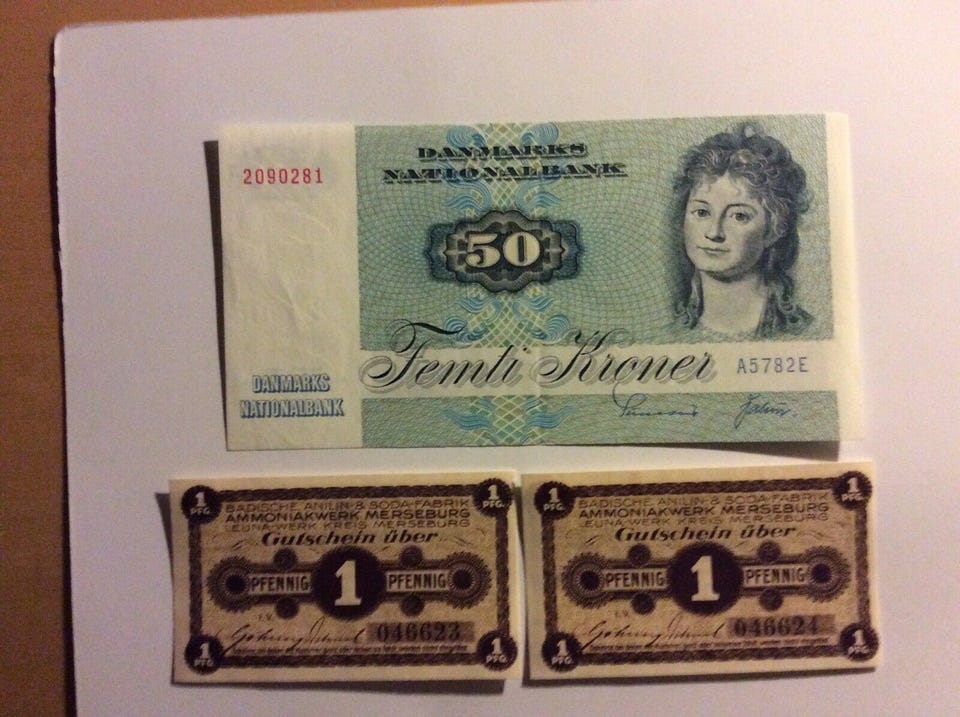 DANMARKS
NATIONALBANK
2090281
50
Femti Kroner
A5782E
DANMARKS
NATIONALBANK
1 PFG. 1 PFG.
BADISCHE ANILIN- & SODA-FABRIK
AMMONIAKWERK MERSEBURG
LEUNA-WERK KREIS MERSEBURG
Gutschein über
PFENNIG 1 PFENNIG
I.V.
046623
1 PFG. 1 PFG.
1 PFG. 1 PFG.
BADISCHE ANILIN- & SODA-FABRIK
AMMONIAKWERK MERSEBURG
LEUNA-WERK KREIS MERSEBURG
Gutschein über
PFENNIG 1 PFENNIG
I.V.
046624
1 PFG. 1 PFG.